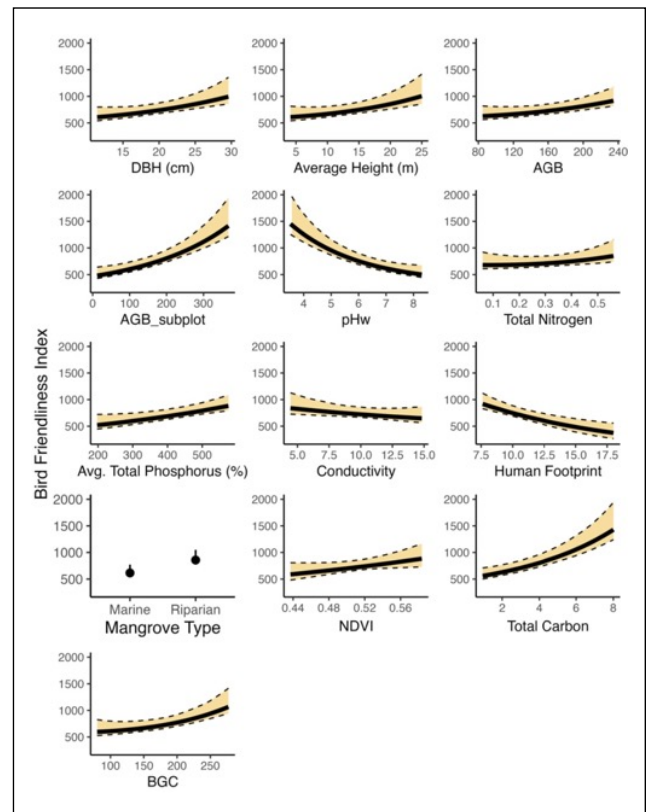 Bird Friendliness Index
2000
1500
1000
500
15 20 25 30
DBH (cm)
2000
1500
1000
500
5 10 15 20 25
Average Height (m)
2000
1500
1000
500
80 120 160 200 240
AGB
2000
1500
1000
500
0 100 200 300
AGB_subplot
2000
1500
1000
500
4 5 6 7 8
pHw
2000
1500
1000
500
0.1 0.2 0.3 0.4 0.5
Total Nitrogen
2000
1500
1000
500
200 300 400 500
Avg. Total Phosphorus (%)
2000
1500
1000
500
5.0 7.5 10.0 12.5 15.0
Conductivity
2000
1500
1000
500
7.5 10.0 12.5 15.0 17.5
Human Footprint
2000
1500
1000
500
Marine Riparian
Mangrove Type
2000
1500
1000
500
0.44 0.48 0.52 0.56
NDVI
2000
1500
1000
500
2 4 6 8
Total Carbon
2000
1500
1000
500
100 150 200 250
BGC